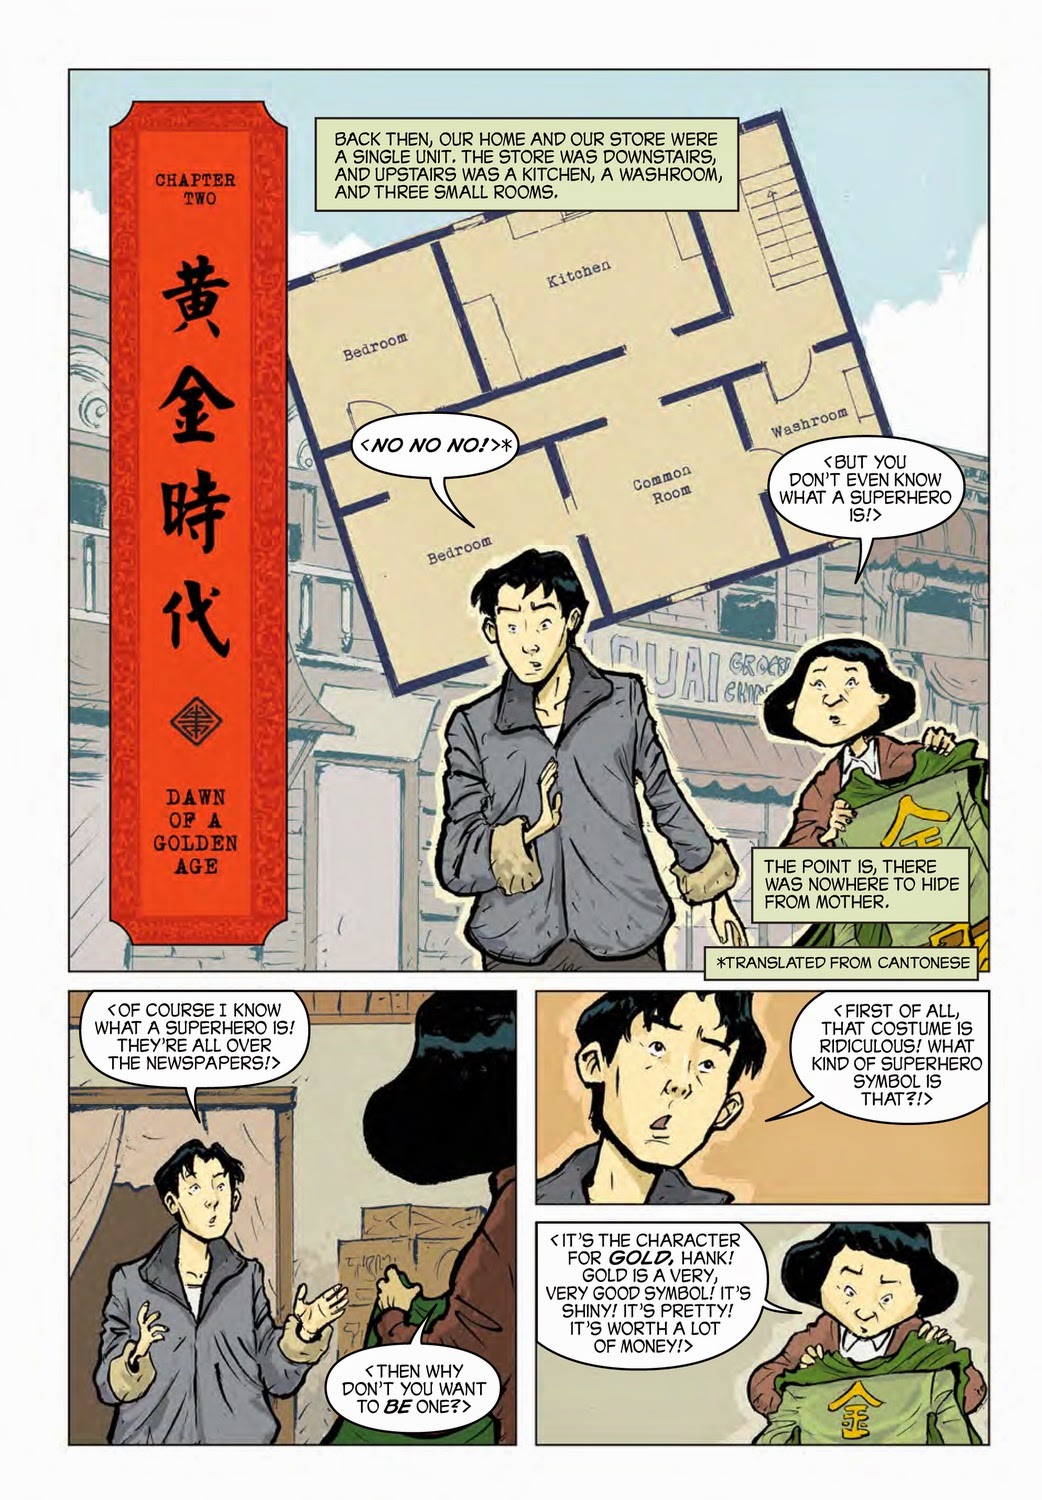 CHAPTER
TWO
黃
金
時
代
DAWN
OF A
GOLDEN
AGE
BACK THEN, OUR HOME AND OUR STORE WERE
A SINGLE UNIT. THE STORE WAS DOWNSTAIRS,
AND UPSTAIRS WAS A KITCHEN, A WASHROOM,
AND THREE SMALL ROOMS.
Kitchen
Bedroom
Washroom
Common
Room
Bedroom
<NO NO NO!>*
<BUT YOU
DON'T EVEN KNOW
WHAT A SUPERHERO
IS!>
金
THE POINT IS, THERE
WAS NOWHERE TO HIDE
FROM MOTHER.
*TRANSLATED FROM CANTONESE
<OF COURSE I KNOW
WHAT A SUPERHERO IS!
THEY'RE ALL OVER
THE NEWSPAPERS!>
<THEN WHY
DON'T YOU WANT
TO BE ONE?>
<FIRST OF ALL,
THAT COSTUME IS
RIDICULOUS! WHAT
KIND OF SUPERHERO
SYMBOL IS
THAT?!>
<IT'S THE CHARACTER
FOR GOLD, HANK!
GOLD IS A VERY,
VERY GOOD SYMBOL! IT'S
SHINY! IT'S PRETTY!
IT'S WORTH A LOT
OF MONEY!>
金